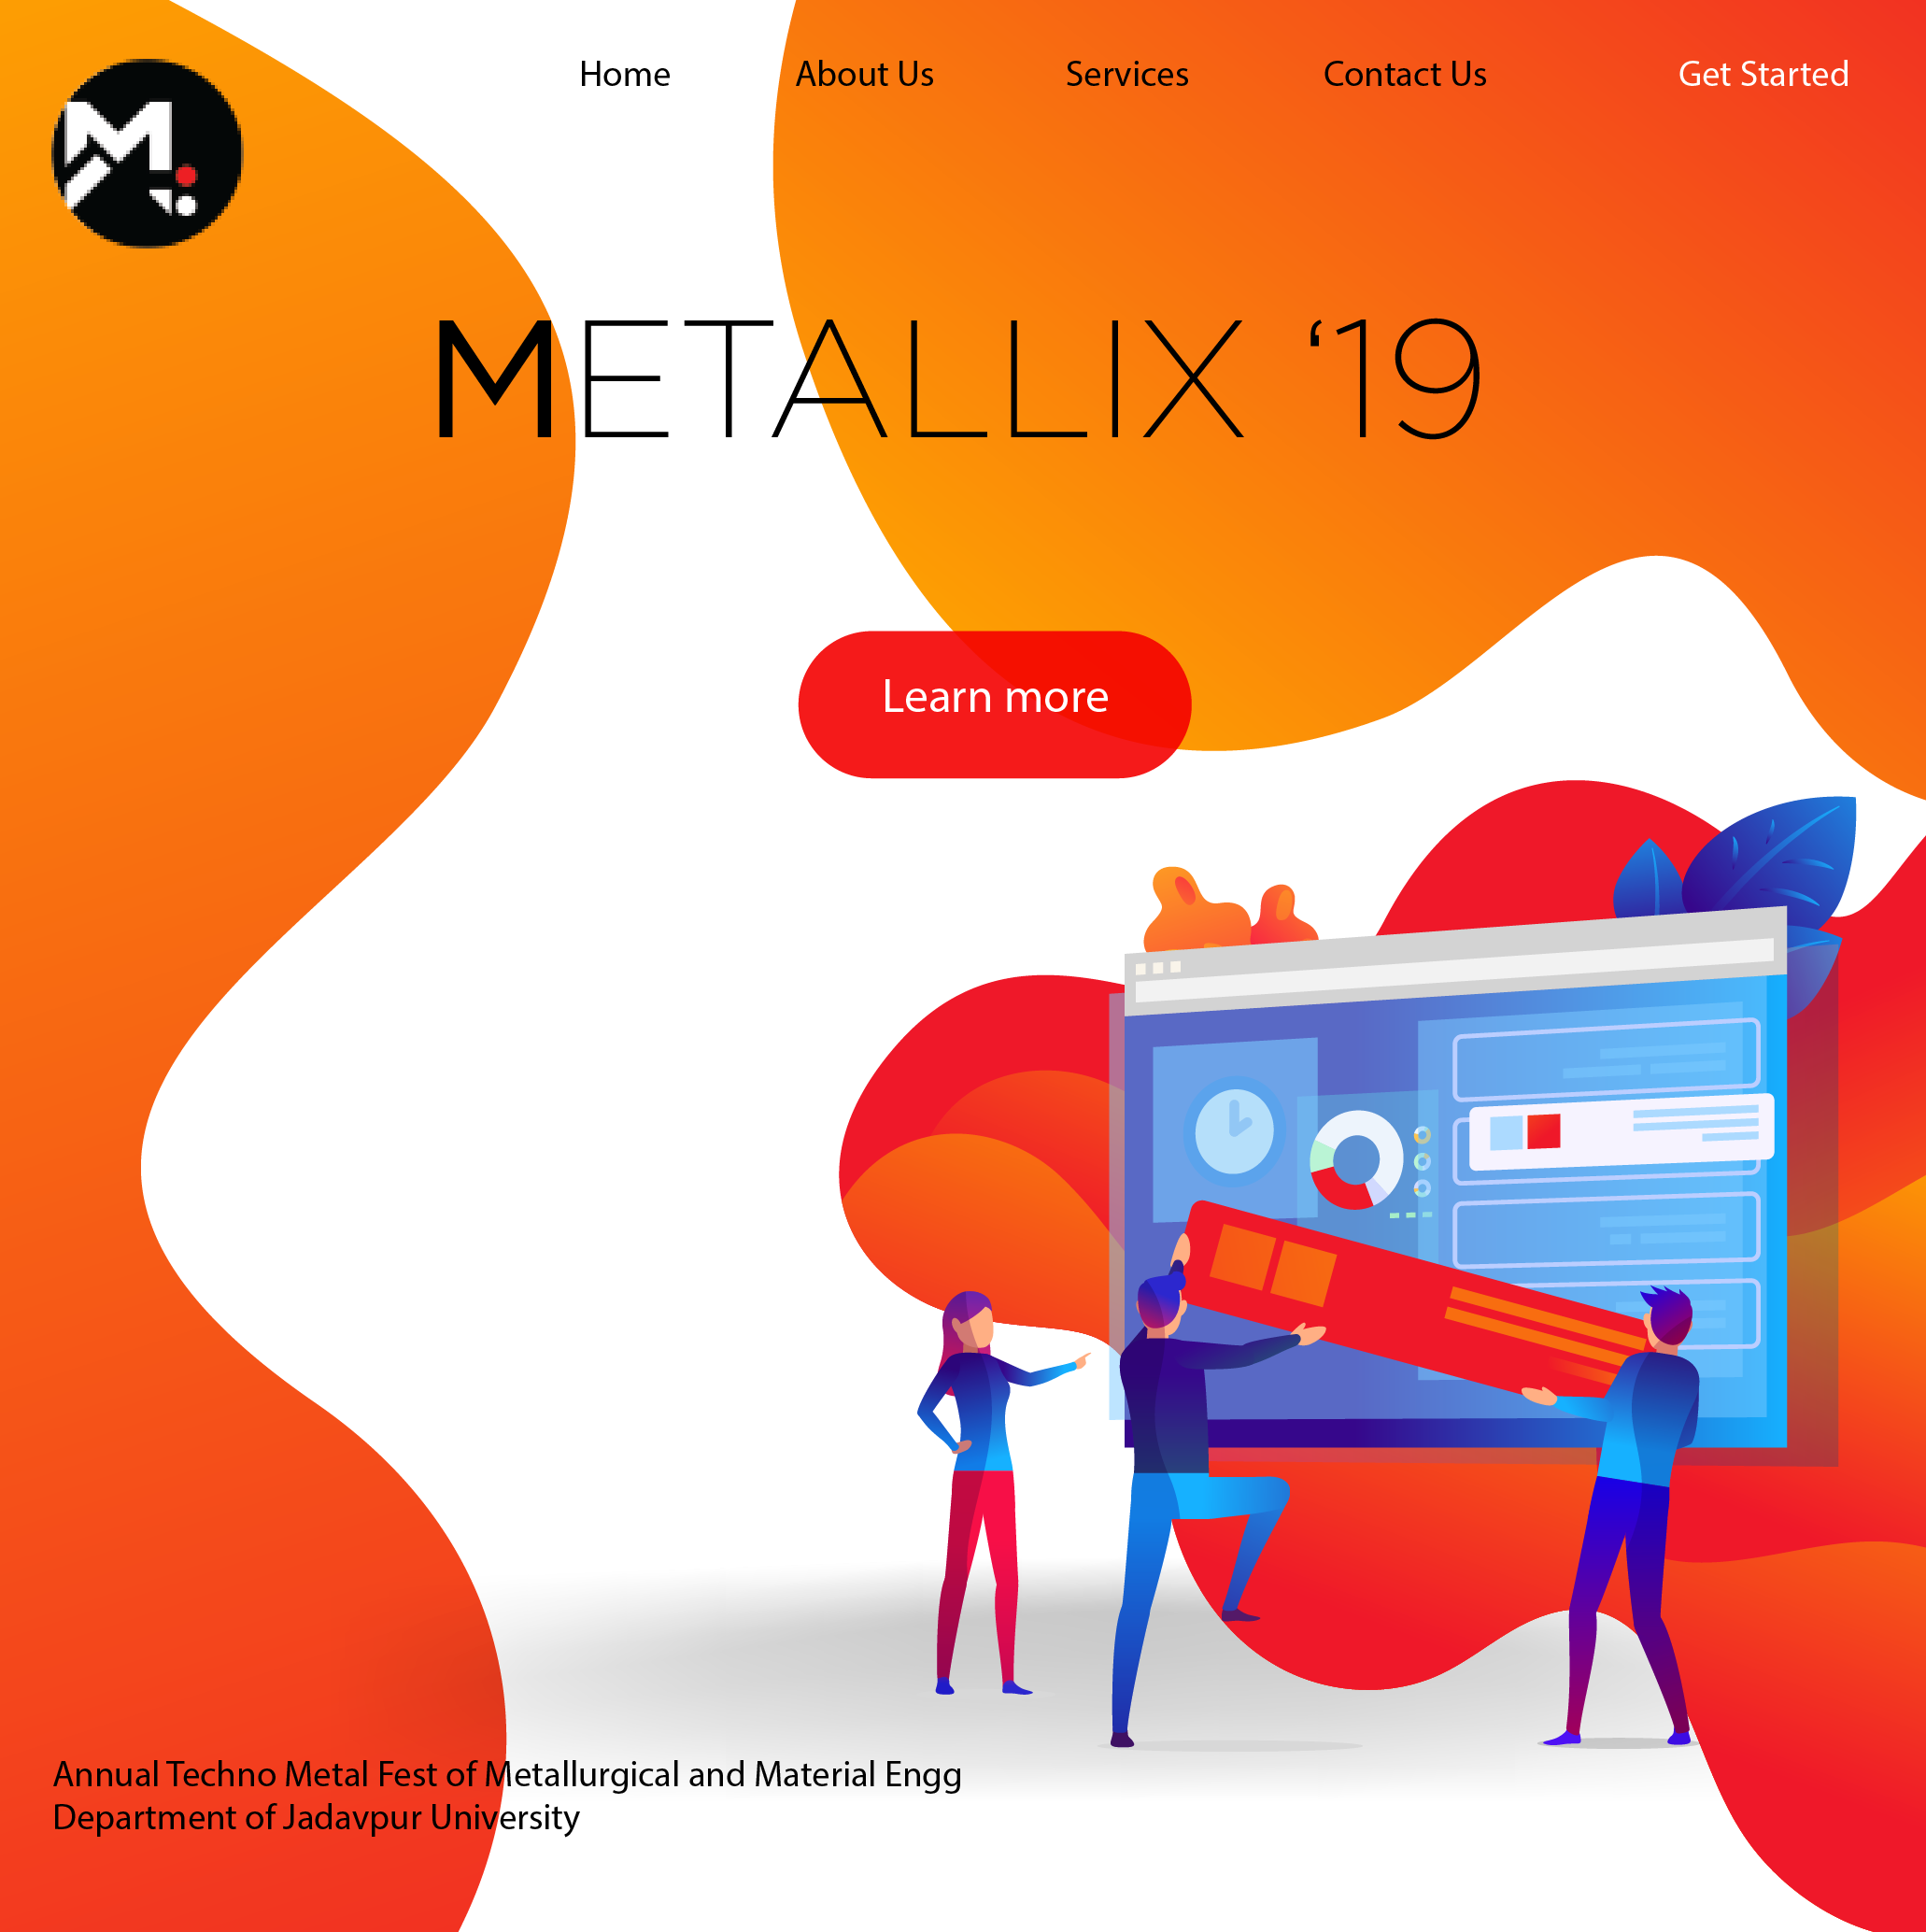 Home About Us Services Contact Us Get Started
M
METALLIX ‘19
Learn more
Annual Techno Metal Fest of Metallurgical and Material Engg
Department of Jadavpur University